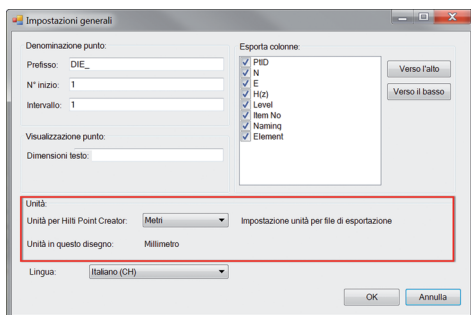 Impostazioni generali
Denominazione punto:
Prefisso: DIE_
N° inizio: 1
Intervallo: 1
Visualizzazione punto:
Dimensioni testo:
Esporta colonne:
PtID
N
E
H(z)
Level
Item No
Naming
Element
Verso l'alto
Verso il basso
Unità:
Unità per Hilti Point Creator: Metri Impostazione unità per file di esportazione
Unità in questo disegno: Millimetro
Lingua: Italiano (CH)
OK Annulla